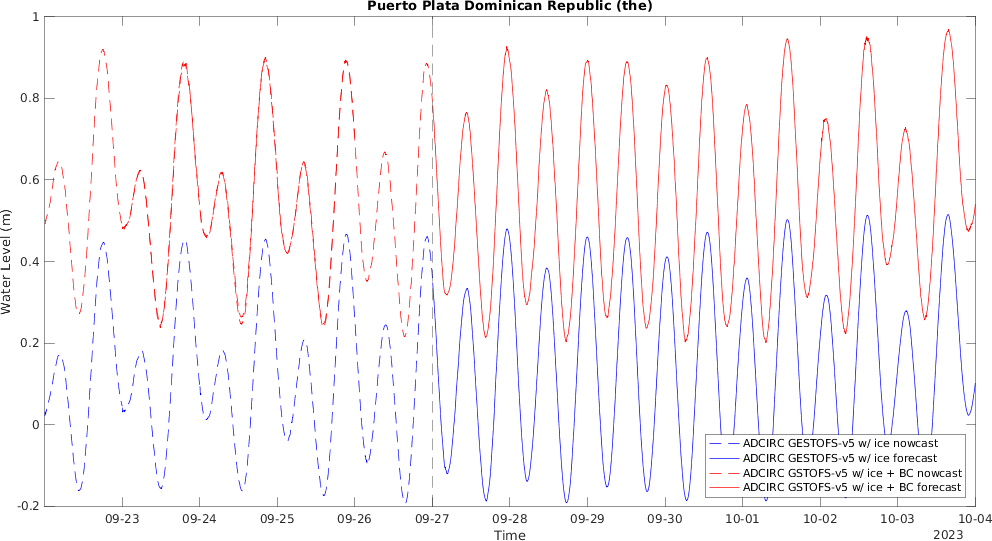 Puerto Plata Dominican Republic (the)
Water Level (m)
1
0.8
0.6
0.4
0.2
0
-0.2
09-23 09-24 09-25 09-26 09-27 09-28 09-29 09-30 10-01 10-02 10-03 10-04
Time
2023
ADCIRC GESTOFS-v5 w/ ice nowcast
ADCIRC GESTOFS-v5 w/ ice forecast
ADCIRC GSTOFS-v5 w/ ice + BC nowcast
ADCIRC GSTOFS-v5 w/ ice + BC forecast